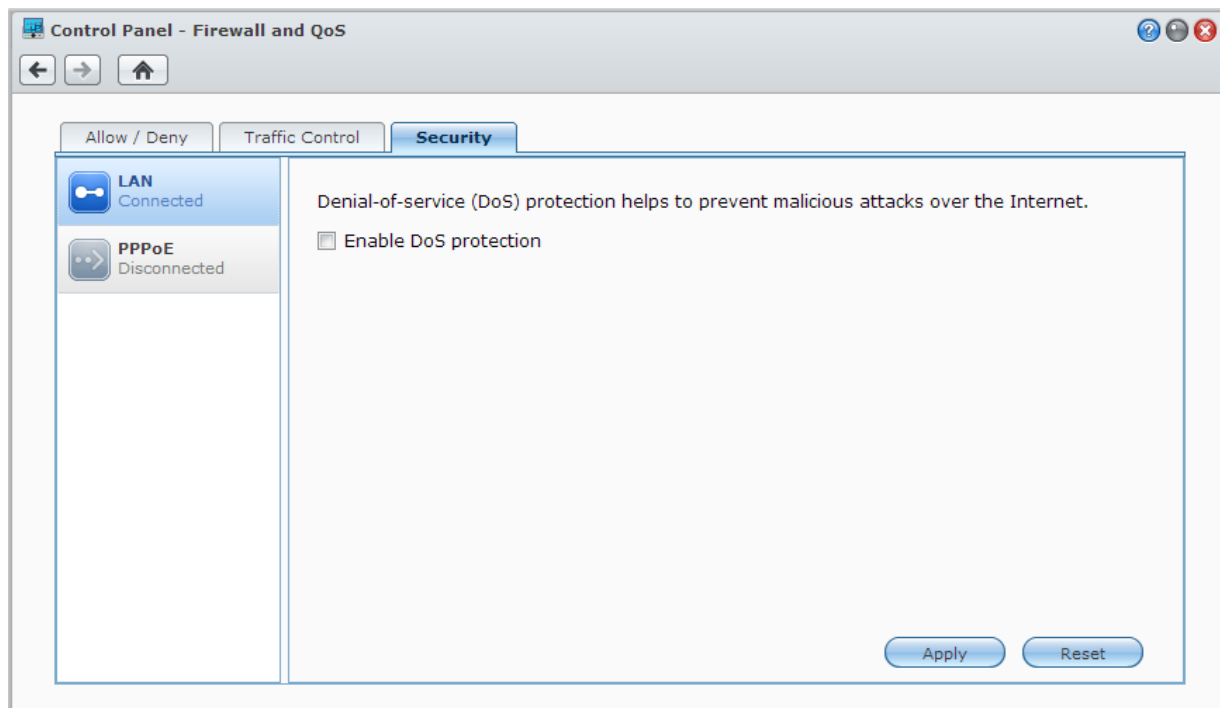 Control Panel - Firewall and QoS
Allow / Deny
Traffic Control
Security
LAN
Connected
PPPoE
Disconnected
Denial-of-service (DoS) protection helps to prevent malicious attacks over the Internet.
Enable DoS protection
Apply
Reset